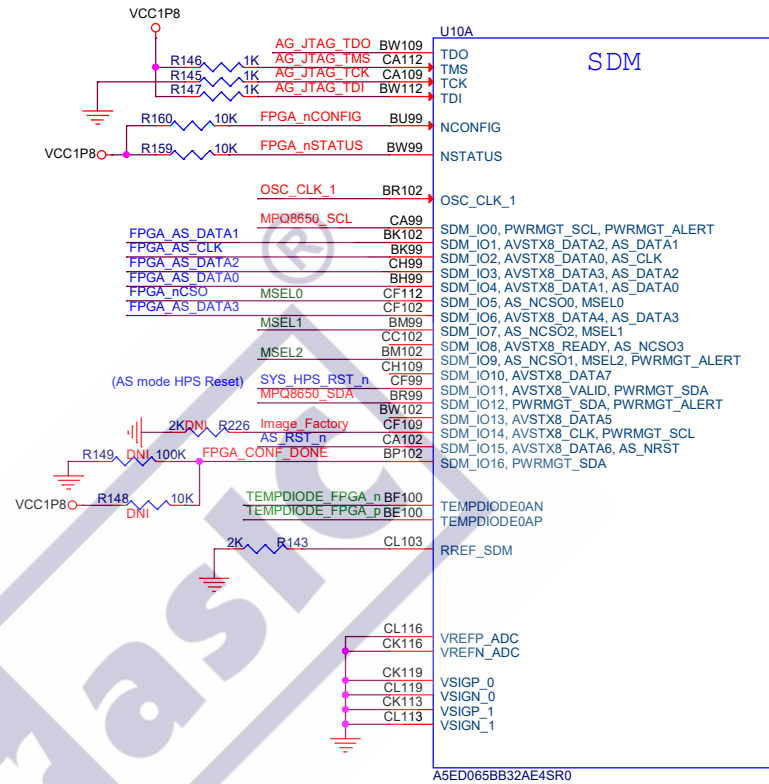 VCC1P8
U10A
SDM
AG_JTAG_TDO BW109 TDO
R146 1K AG_JTAG_TMS CA112 TMS
R145 1K AG_JTAG_TCK CA109 TCK
R147 1K AG_JTAG_TDI BW112 TDI
R160 10K FPGA_nCONFIG BU99 NCONFIG
VCC1P8 R159 10K FPGA_nSTATUS BW99 NSTATUS
OSC_CLK_1 BR102 OSC_CLK_1
MPQ8650_SCL CA99 SDM_IO0, PWRMGT_SCL, PWRMGT_ALERT
FPGA_AS_DATA1 BK102 SDM_IO1, AVSTX8_DATA2, AS_DATA1
FPGA_AS_CLK BK99 SDM_IO2, AVSTX8_DATA0, AS_CLK
FPGA_AS_DATA2 CH99 SDM_IO3, AVSTX8_DATA3, AS_DATA2
FPGA_AS_DATA0 BH99 SDM_IO4, AVSTX8_DATA1, AS_DATA0
FPGA_nCSO MSEL0 CF112 SDM_IO5, AS_NCSO0, MSEL0
FPGA_AS_DATA3 CF102 SDM_IO6, AVSTX8_DATA4, AS_DATA3
MSEL1 BM99 SDM_IO7, AS_NCSO2, MSEL1
CC102 SDM_IO8, AVSTX8_READY, AS_NCSO3
MSEL2 BM102 SDM_IO9, AS_NCSO1, MSEL2, PWRMGT_ALERT
CH109 SDM_IO10, AVSTX8_DATA7
(AS mode HPS Reset) SYS_HPS_RST_n CF99 SDM_IO11, AVSTX8_VALID, PWRMGT_SDA
MPQ8650_SDA BR99 SDM_IO12, PWRMGT_SDA, PWRMGT_ALERT
BW102 SDM_IO13, AVSTX8_DATA5
2K DNI R226 Image_Factory CF109 SDM_IO14, AVSTX8_CLK, PWRMGT_SCL
AS_RST_n CA102 SDM_IO15, AVSTX8_DATA6, AS_NRST
R149 DNI 100K FPGA_CONF_DONE BP102 SDM_IO16, PWRMGT_SDA
VCC1P8 R148 10K
DNI
TEMPDIODE_FPGA_n BF100 TEMPDIODE0AN
TEMPDIODE_FPGA_p BE100 TEMPDIODE0AP
2K R143 CL103 RREF_SDM
CL116 VREFP_ADC
CK116 VREFN_ADC
CK119 VSIGP_0
CL119 VSIGN_0
CK113 VSIGP_1
CL113 VSIGN_1
A5ED065BB32AE4SR0
asic
®